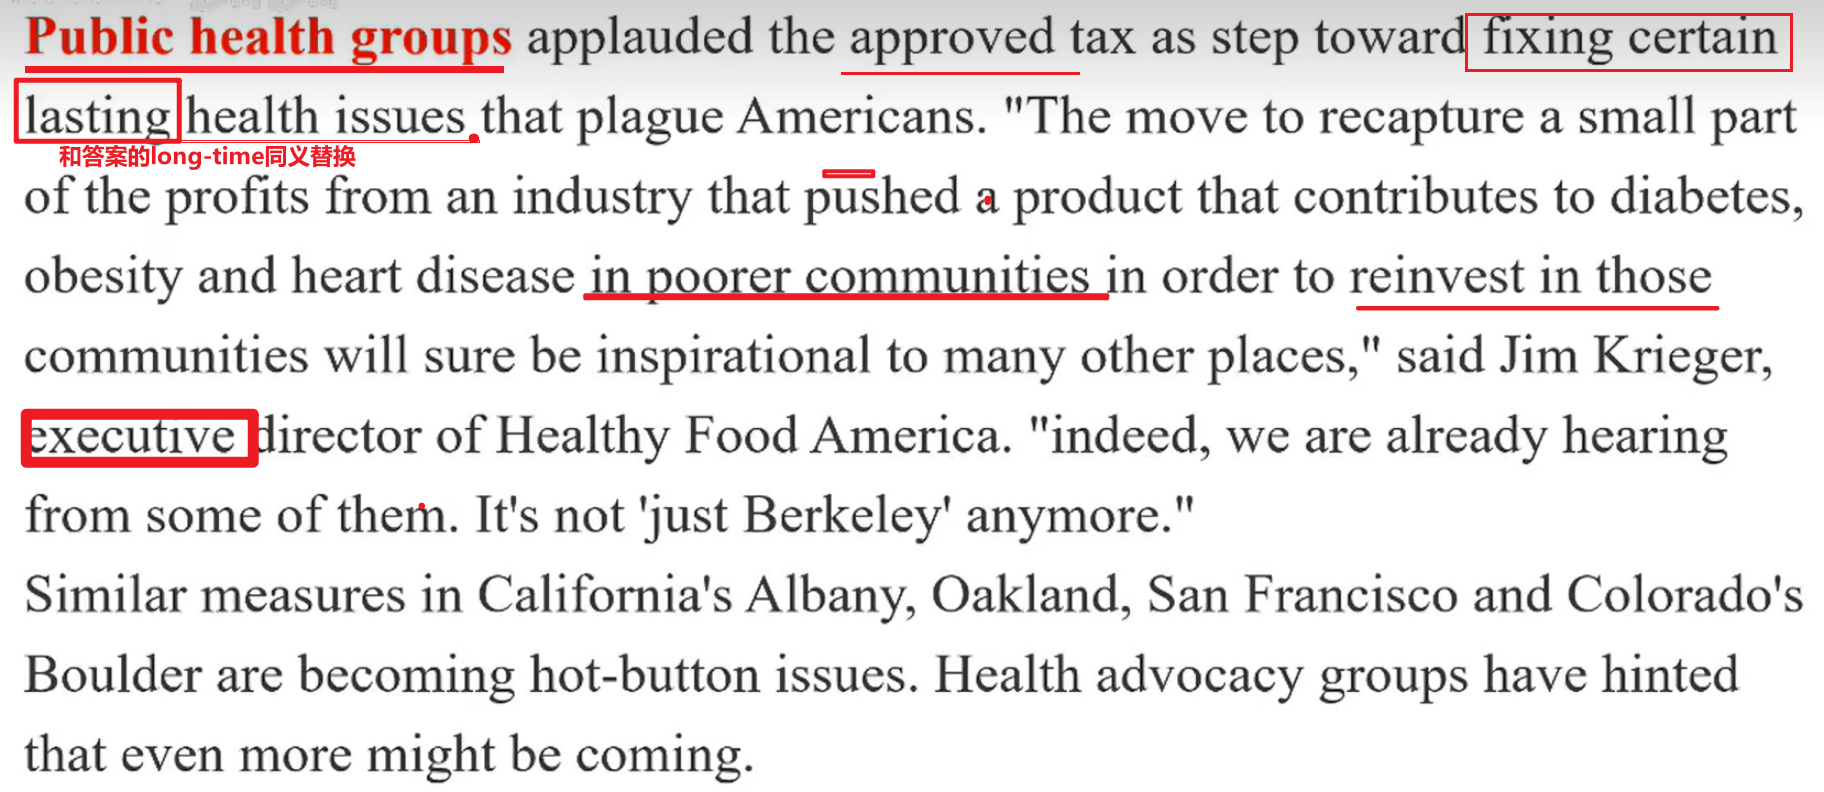 Public health groups applauded the approved tax as step toward fixing certain
lasting health issues that plague Americans. "The move to recapture a small part
和答案的long-time同义替换
of the profits from an industry that pushed a product that contributes to diabetes,
obesity and heart disease in poorer communities in order to reinvest in those
communities will sure be inspirational to many other places," said Jim Krieger,
executive director of Healthy Food America. "indeed, we are already hearing
from some of them. It's not 'just Berkeley' anymore."
Similar measures in California's Albany, Oakland, San Francisco and Colorado's
Boulder are becoming hot-button issues. Health advocacy groups have hinted
that even more might be coming.